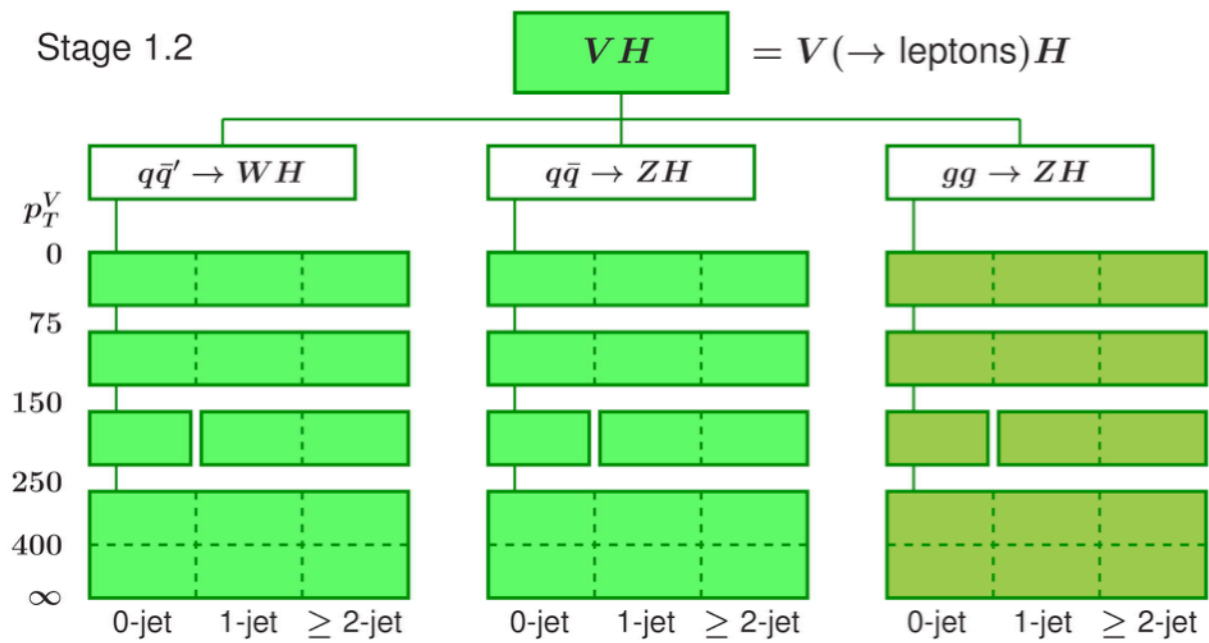 Stage 1.2
VH = V(→ leptons)H
qq̄′ → WH
qq̄ → ZH
gg → ZH
p_T^V
0
75
150
250
400
∞
0-jet 1-jet ≥ 2-jet
0-jet 1-jet ≥ 2-jet
0-jet 1-jet ≥ 2-jet